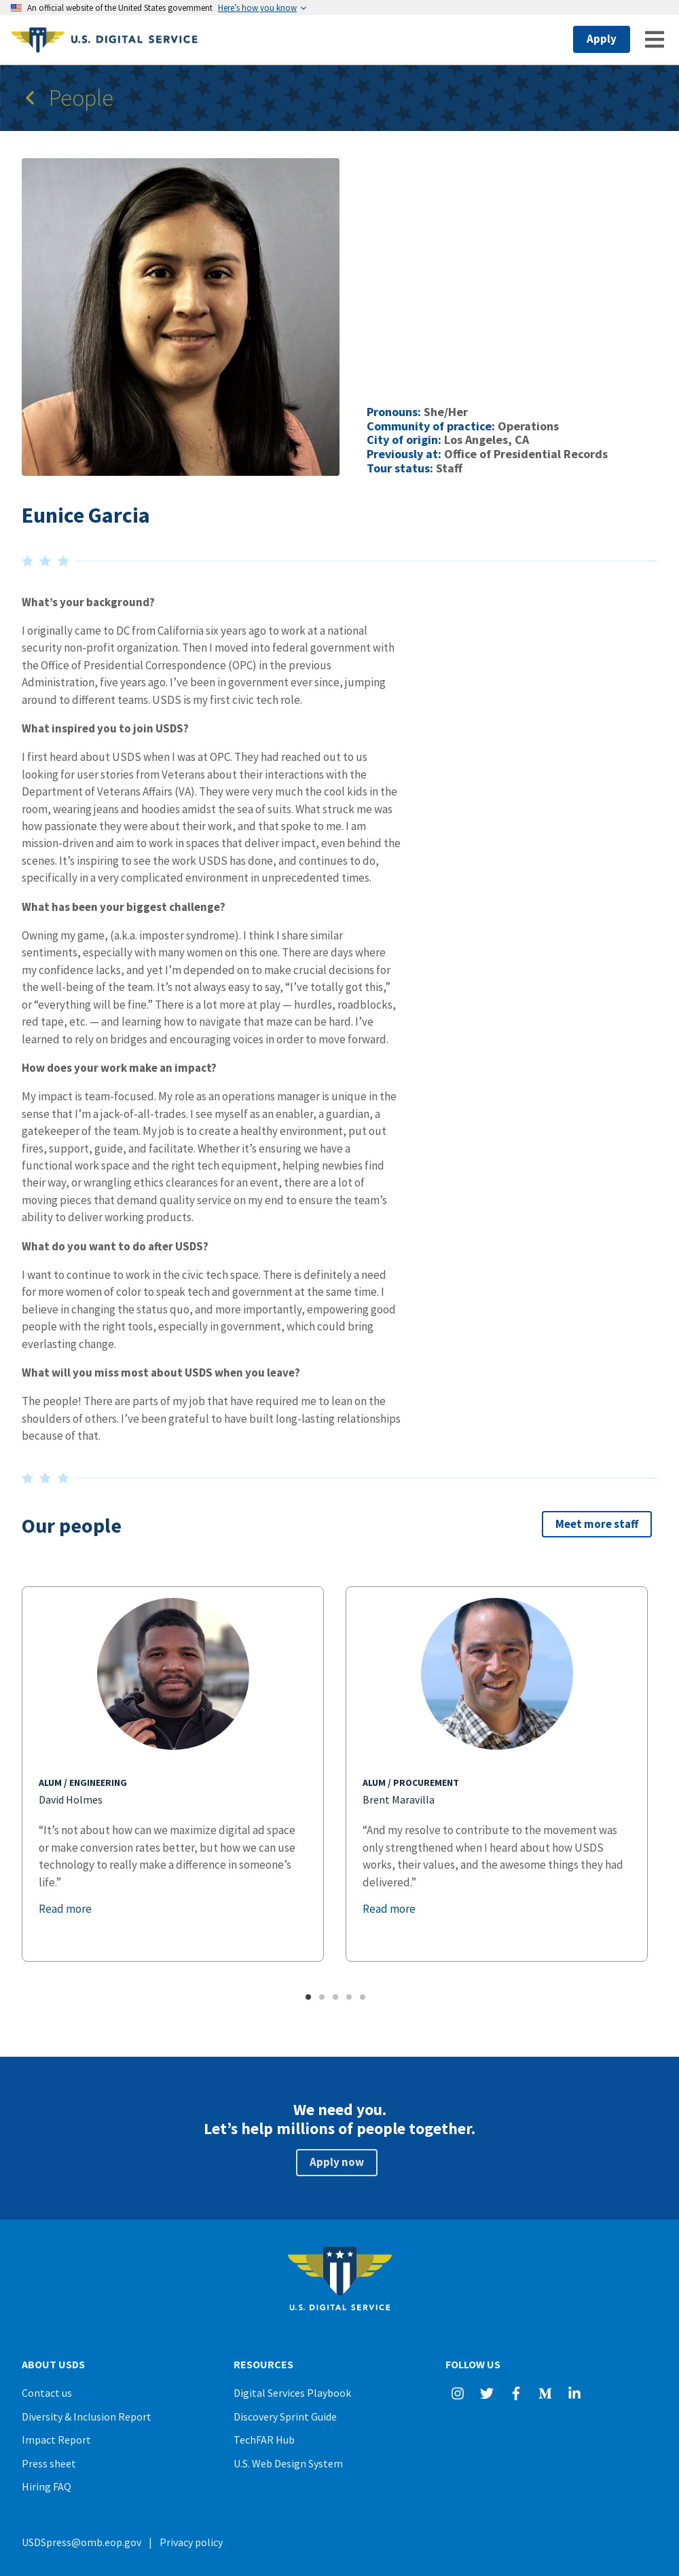 An official website of the United States government Here's how you know
U.S. DIGITAL SERVICE
Apply
People
Pronouns: She/Her
Community of practice: Operations
City of origin: Los Angeles, CA
Previously at: Office of Presidential Records
Tour status: Staff
Eunice Garcia
What's your background?
I originally came to DC from California six years ago to work at a national
security non-profit organization. Then I moved into federal government with
the Office of Presidential Correspondence (OPC) in the previous
Administration, five years ago. I've been in government ever since, jumping
around to different teams. USDS is my first civic tech role.
What inspired you to join USDS?
I first heard about USDS when I was at OPC. They had reached out to us
looking for user stories from Veterans about their interactions with the
Department of Veterans Affairs (VA). They were very much the cool kids in the
room, wearing jeans and hoodies amidst the sea of suits. What struck me was
how passionate they were about their work, and that spoke to me. I am
mission-driven and aim to work in spaces that deliver impact, even behind the
scenes. It's inspiring to see the work USDS has done, and continues to do,
specifically in a very complicated environment in unprecedented times.
What has been your biggest challenge?
Owning my game, (a.k.a. imposter syndrome). I think I share similar
sentiments, especially with many women on this one. There are days where
my confidence lacks, and yet I'm depended on to make crucial decisions for
the well-being of the team. It's not always easy to say, “I've totally got this,”
or “everything will be fine.” There is a lot more at play — hurdles, roadblocks,
red tape, etc. — and learning how to navigate that maze can be hard. I've
learned to rely on bridges and encouraging voices in order to move forward.
How does your work make an impact?
My impact is team-focused. My role as an operations manager is unique in the
sense that I'm a jack-of-all-trades. I see myself as an enabler, a guardian, a
gatekeeper of the team. My job is to create a healthy environment, put out
fires, support, guide, and facilitate. Whether it's ensuring we have a
functional work space and the right tech equipment, helping newbies find
their way, or wrangling ethics clearances for an event, there are a lot of
moving pieces that demand quality service on my end to ensure the team's
ability to deliver working products.
What do you want to do after USDS?
I want to continue to work in the civic tech space. There is definitely a need
for more women of color to speak tech and government at the same time. I
believe in changing the status quo, and more importantly, empowering good
people with the right tools, especially in government, which could bring
everlasting change.
What will you miss most about USDS when you leave?
The people! There are parts of my job that have required me to lean on the
shoulders of others. I've been grateful to have built long-lasting relationships
because of that.
Our people
Meet more staff
ALUM / ENGINEERING
David Holmes
“It's not about how can we maximize digital ad space
or make conversion rates better, but how we can use
technology to really make a difference in someone's
life.”
Read more
ALUM / PROCUREMENT
Brent Maravilla
“And my resolve to contribute to the movement was
only strengthened when I heard about how USDS
works, their values, and the awesome things they had
delivered.”
Read more
We need you.
Let's help millions of people together.
Apply now
U.S. DIGITAL SERVICE
ABOUT USDS
Contact us
Diversity & Inclusion Report
Impact Report
Press sheet
Hiring FAQ
RESOURCES
Digital Services Playbook
Discovery Sprint Guide
TechFAR Hub
U.S. Web Design System
FOLLOW US
USDSpress@omb.eop.gov | Privacy policy